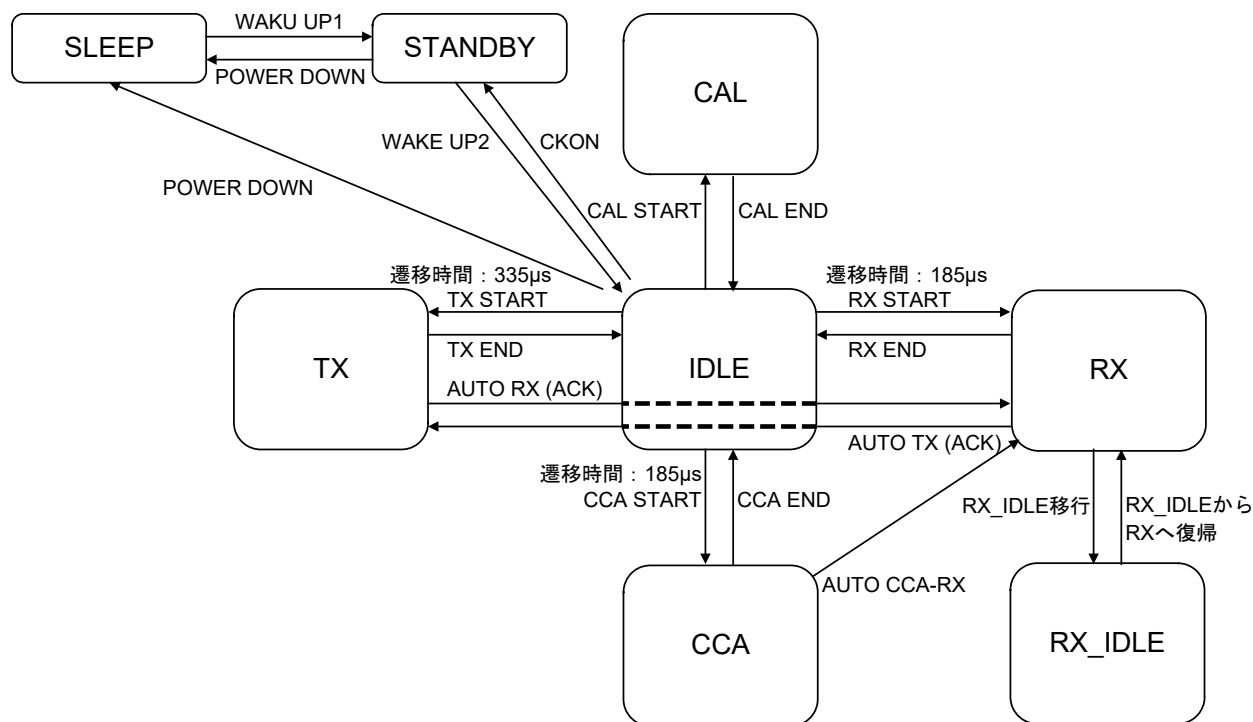 WAKU UP1
SLEEP
STANDBY
POWER DOWN
CAL
WAKE UP2
CKON
POWER DOWN
CAL START
CAL END
遷移時間：335µs
TX START
遷移時間：185µs
RX START
TX END
RX END
TX
IDLE
RX
AUTO RX (ACK)
AUTO TX (ACK)
遷移時間：185µs
CCA START
CCA END
RX_IDLE移行
RX_IDLEから
RXへ復帰
AUTO CCA-RX
CCA
RX_IDLE